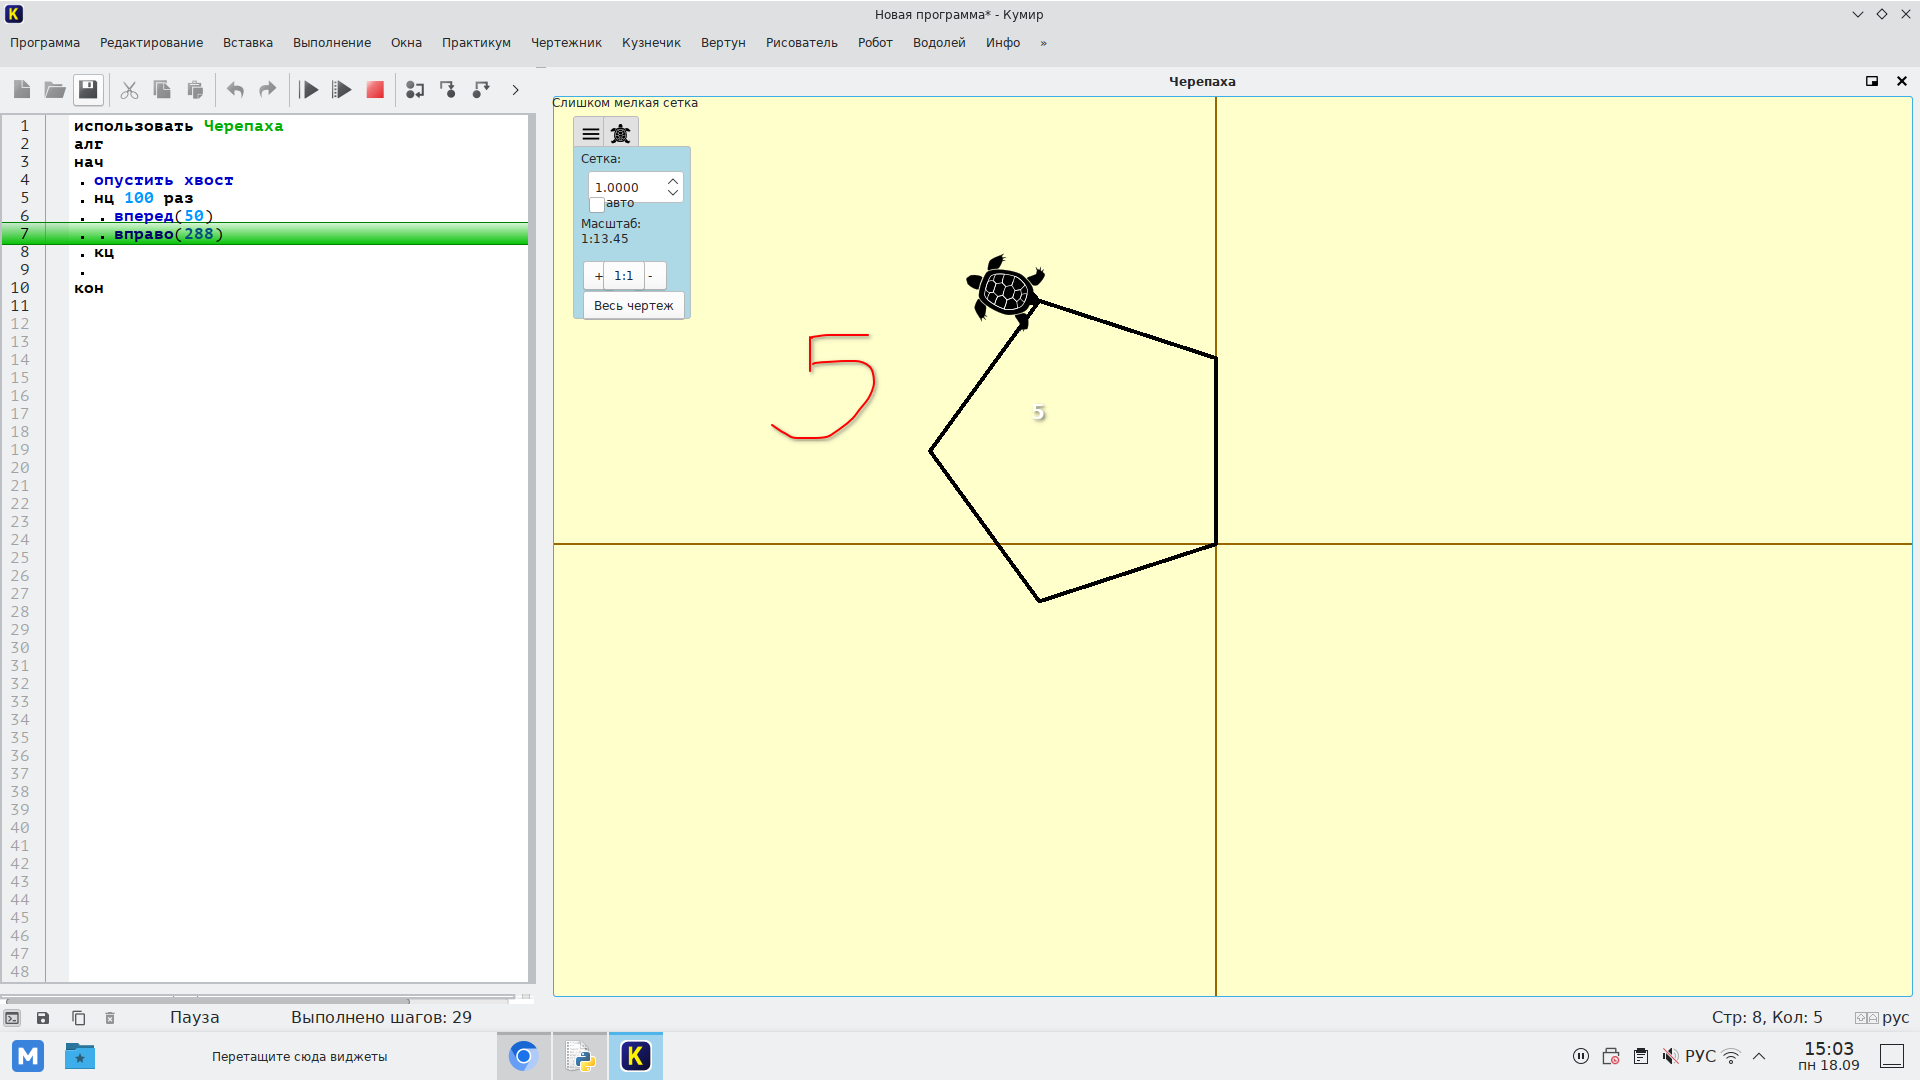 Новая программа* - Кумир
Программа Редактирование Вставка Выполнение Окна Практикум Чертежник Кузнечик Вертун Рисователь Робот Водолей Инфо »
Черепаха
1 использовать Черепаха
2 алг
3 нач
4 . опустить хвост
5 . нц 100 раз
6 . . вперед(50)
7 . . вправо(288)
8 . кц
9 .
10 кон
11
12
13
14
15
16
17
18
19
20
21
22
23
24
25
26
27
28
29
30
31
32
33
34
35
36
37
38
39
40
41
42
43
44
45
46
47
48
Слишком мелкая сетка
Сетка:
1.0000
авто
Масштаб:
1:13.45
+ 1:1 -
Весь чертеж
5
5
Пауза Выполнено шагов: 29 Стр: 8, Кол: 5 рус
M Перетащите сюда виджеты K РУС 15:03
пн 18.09